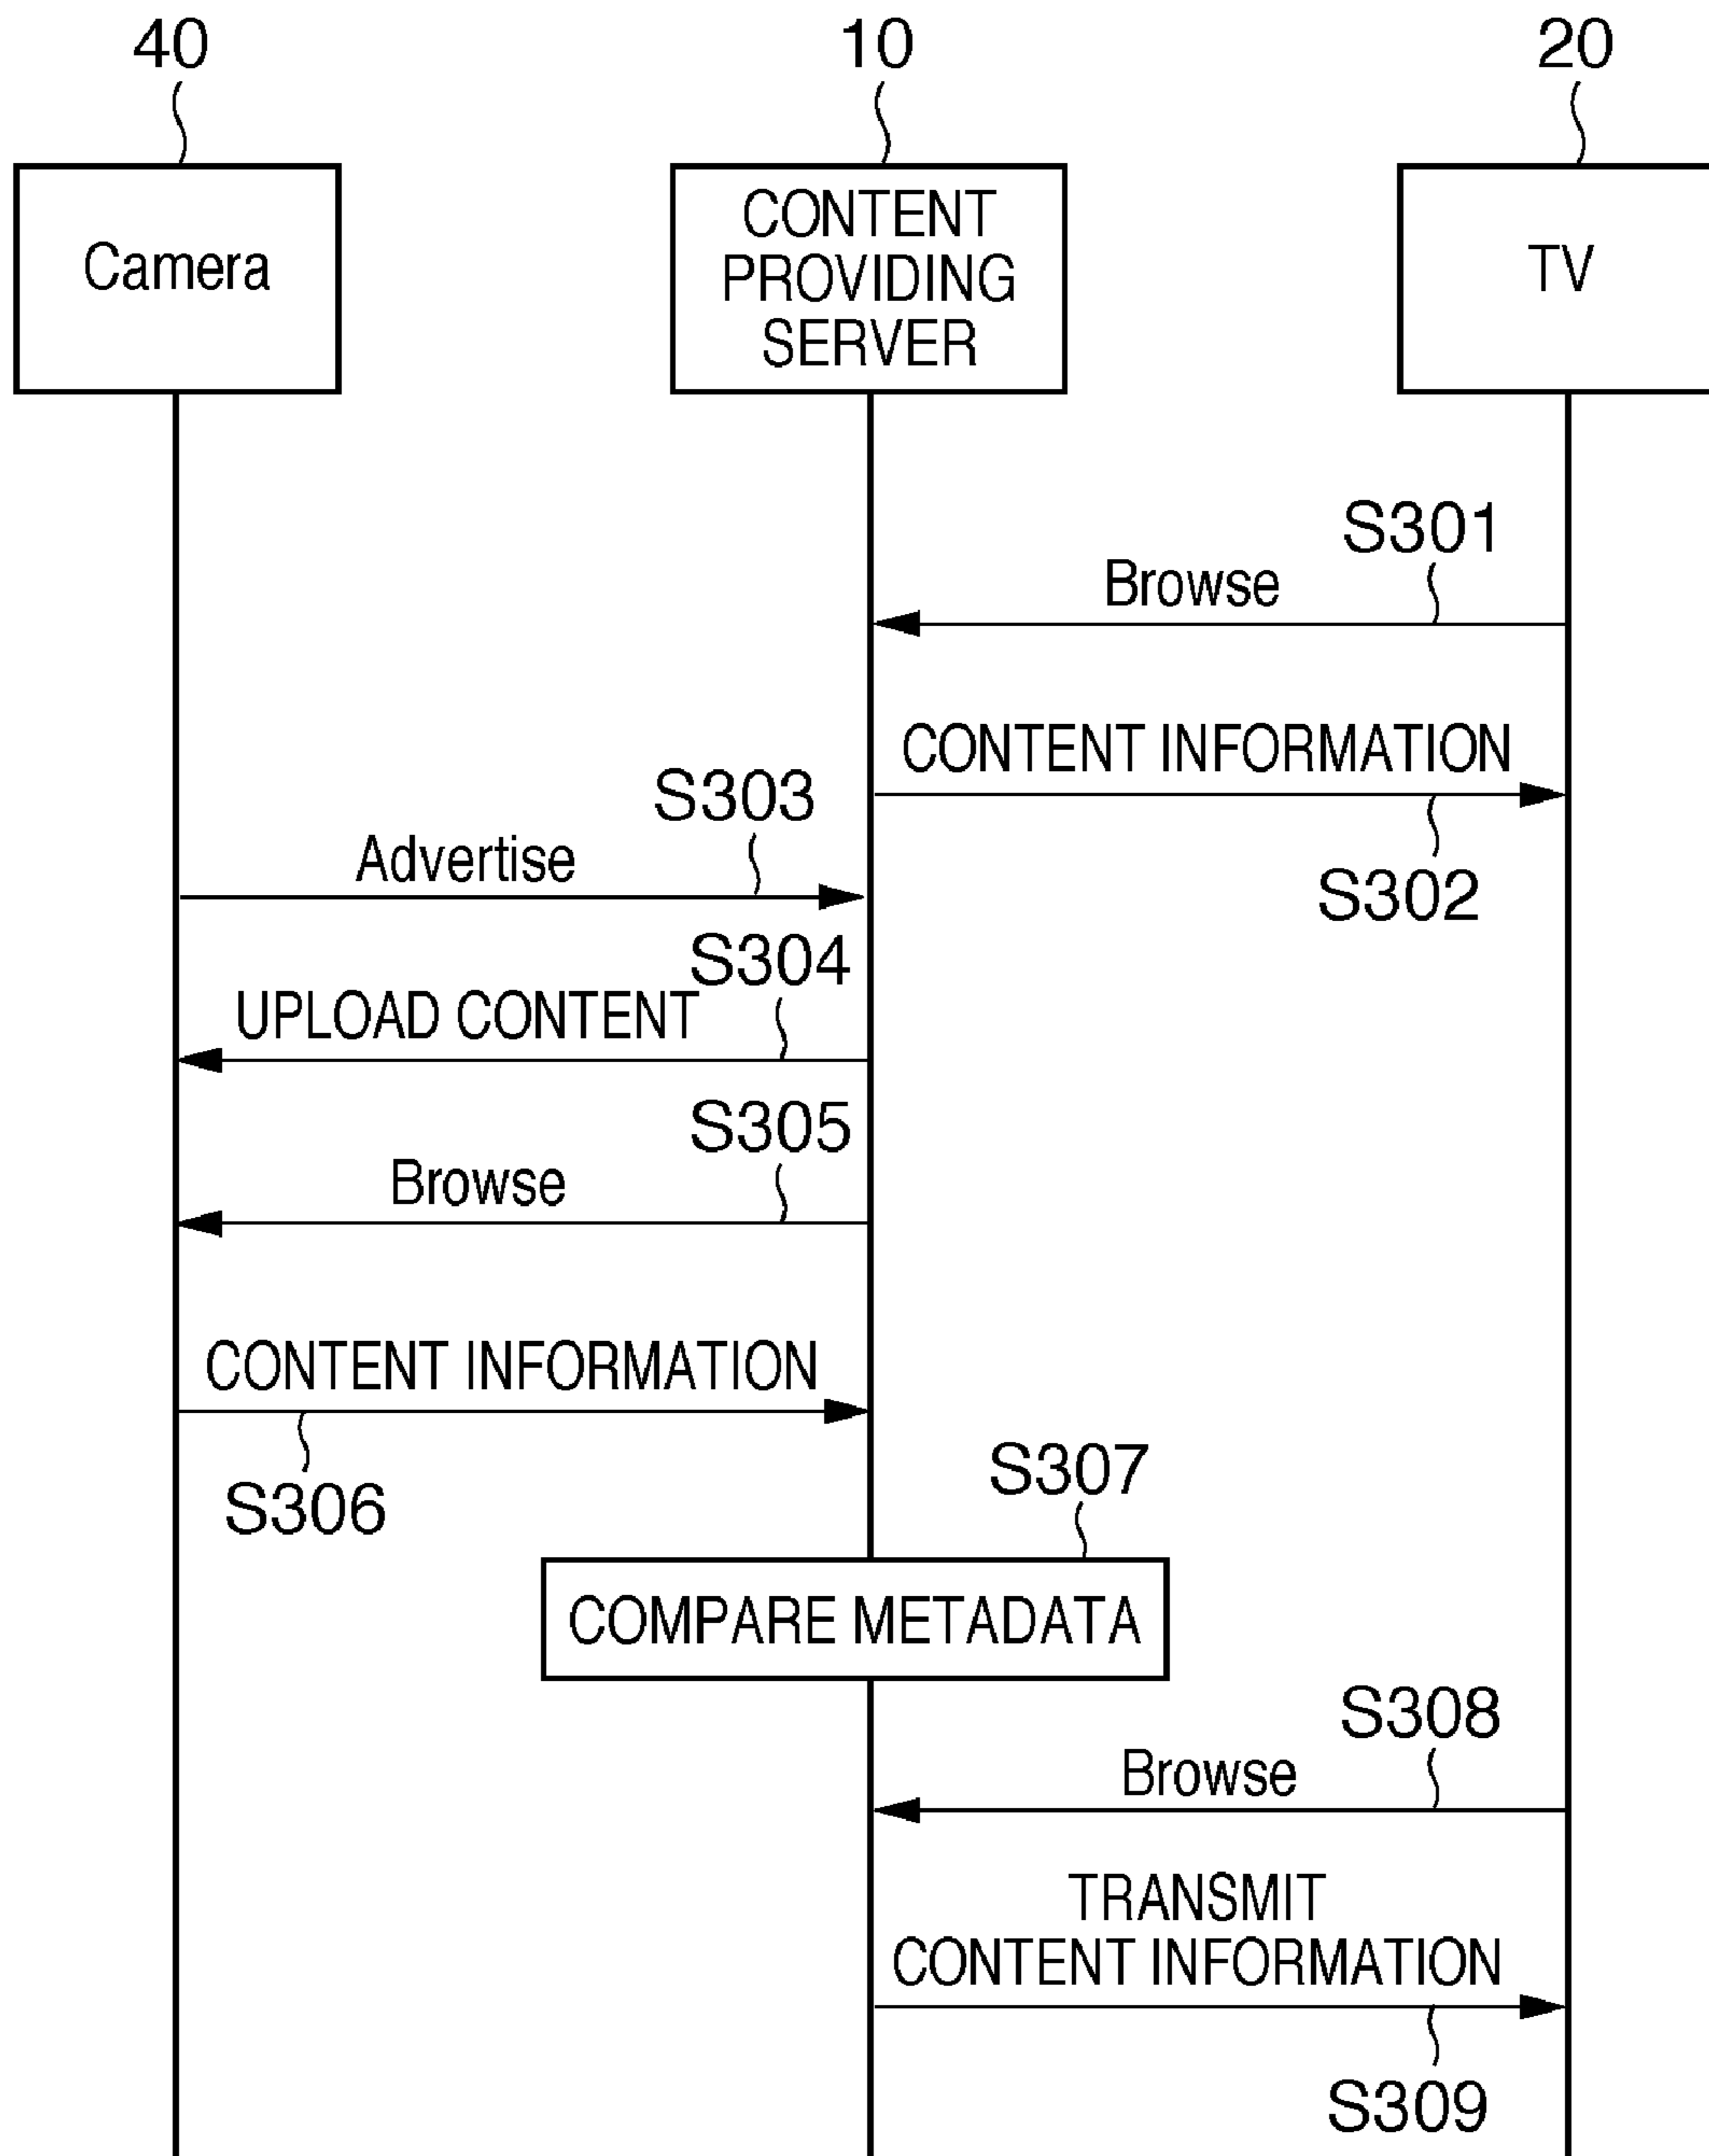 40
10
20
Camera
CONTENT
PROVIDING
SERVER
TV
S301
Browse
CONTENT INFORMATION
S302
S303
Advertise
S304
UPLOAD CONTENT
S305
Browse
CONTENT INFORMATION
S306
S307
COMPARE METADATA
S308
Browse
TRANSMIT
CONTENT INFORMATION
S309